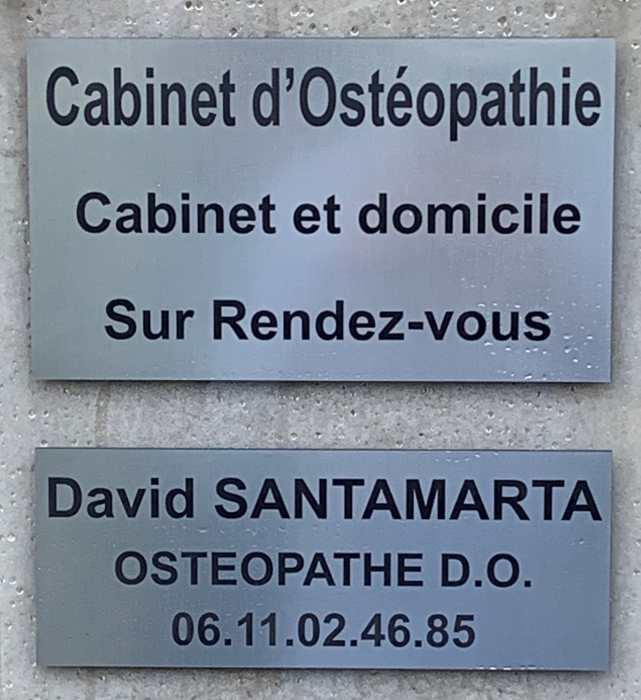 Cabinet d'Ostéopathie
Cabinet et domicile
Sur Rendez-vous
David SANTAMARTA
OSTEOPATHE D.O.
06.11.02.46.85